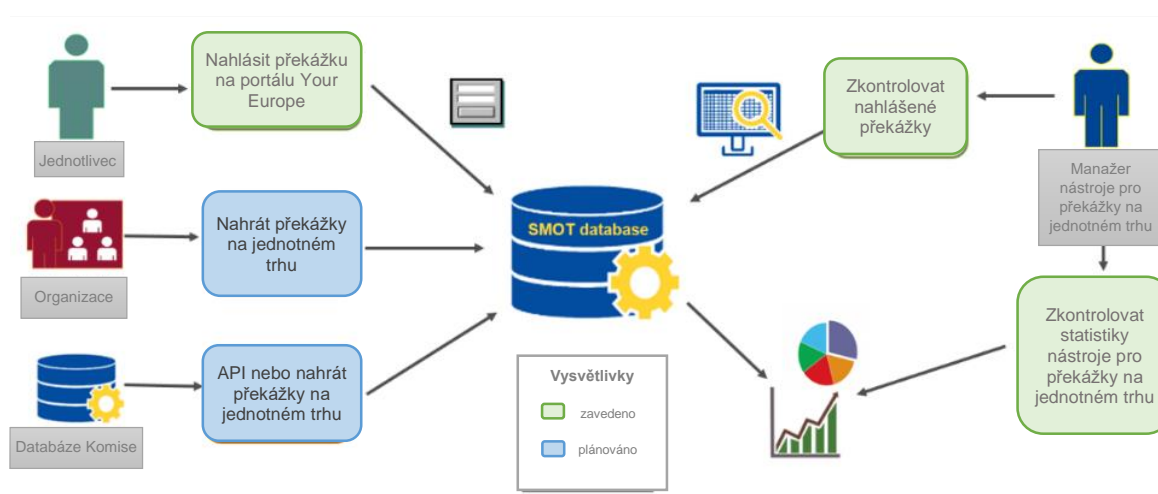 Nahlásit překážku
na portálu Your
Europe
Jednotlivec
Nahrát překážky
na jednotném
trhu
Organizace
API nebo nahrát
překážky na
jednotném trhu
Databáze Komise
SMOT database
Vysvětlivky
zavedeno
plánováno
Zkontrolovat
nahlášené
překážky
Manažer
nástroje pro
překážky na
jednotném trhu
Zkontrolovat
statistiky
nástroje pro
překážky na
jednotném trhu